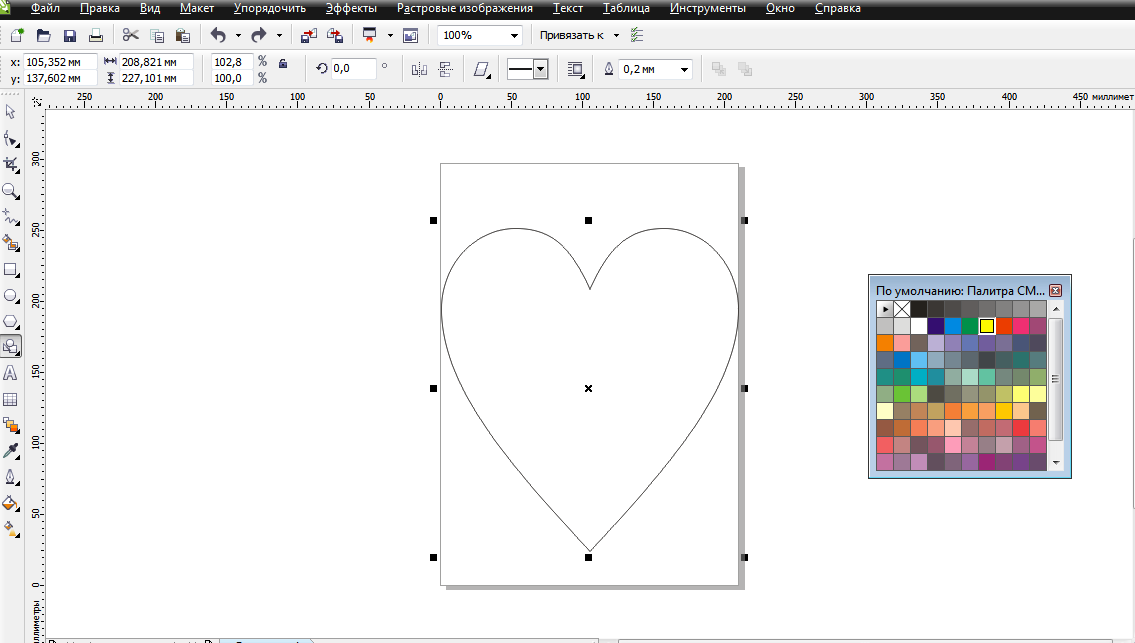 Файл Правка Вид Макет Упорядочить Эффекты Растровые изображения Текст Таблица Инструменты Окно Справка
100% Привязать к
x: 105,352 мм 208,821 мм 102,8 % 0,0 ° 0,2 мм
y: 137,602 мм 227,101 мм 100,0 %
250 200 150 100 50 0 50 100 150 200 250 300 350 400 450 миллимет
300
250
200
150
100
50
0
миллиметры
По умолчанию: Палитра CM...